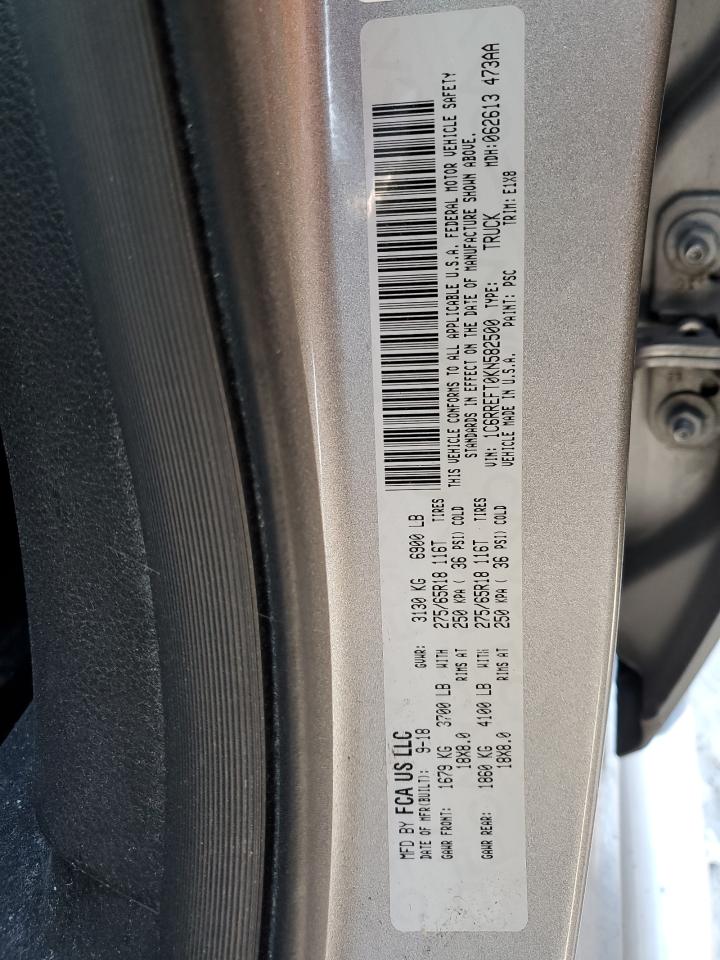 MFD BY FCA US LLC
DATE OF MFR(BUILT): 9-18 GVWR: 3130 KG 6900 LB
GAWR FRONT: 1679 KG 3700 LB WITH 275/65R18 116T TIRES
18X8.0 RIMS AT 250 KPA ( 36 PSI) COLD
GAWR REAR: 1860 KG 4100 LB WITH 275/65R18 116T TIRES
18X8.0 RIMS AT 250 KPA ( 36 PSI) COLD
THIS VEHICLE CONFORMS TO ALL APPLICABLE U.S.A. FEDERAL MOTOR VEHICLE SAFETY
STANDARDS IN EFFECT ON THE DATE OF MANUFACTURE SHOWN ABOVE.
VIN: 1C6RREFT0KN582500 TYPE: TRUCK MDH:062613 473AA
VEHICLE MADE IN U.S.A. PAINT: PSC TRIM: E1X8